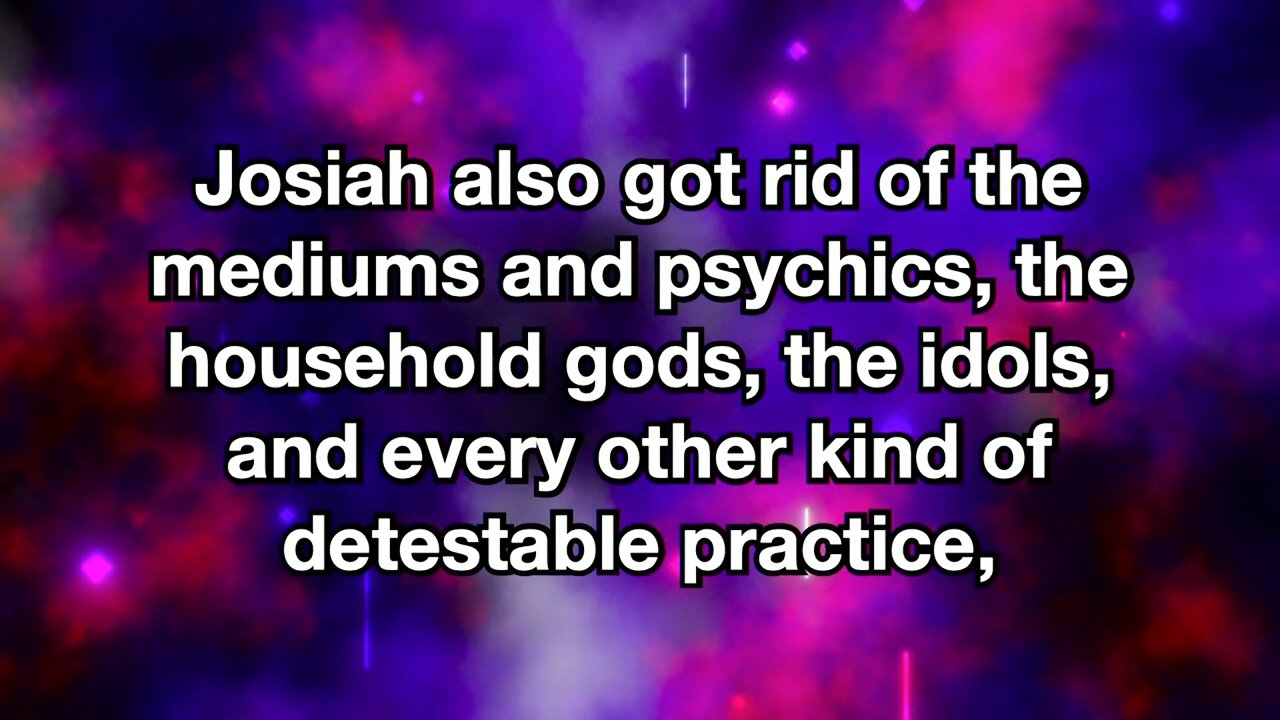 Josiah also got rid of the
mediums and psychics, the
household gods, the idols,
and every other kind of
detestable practice,